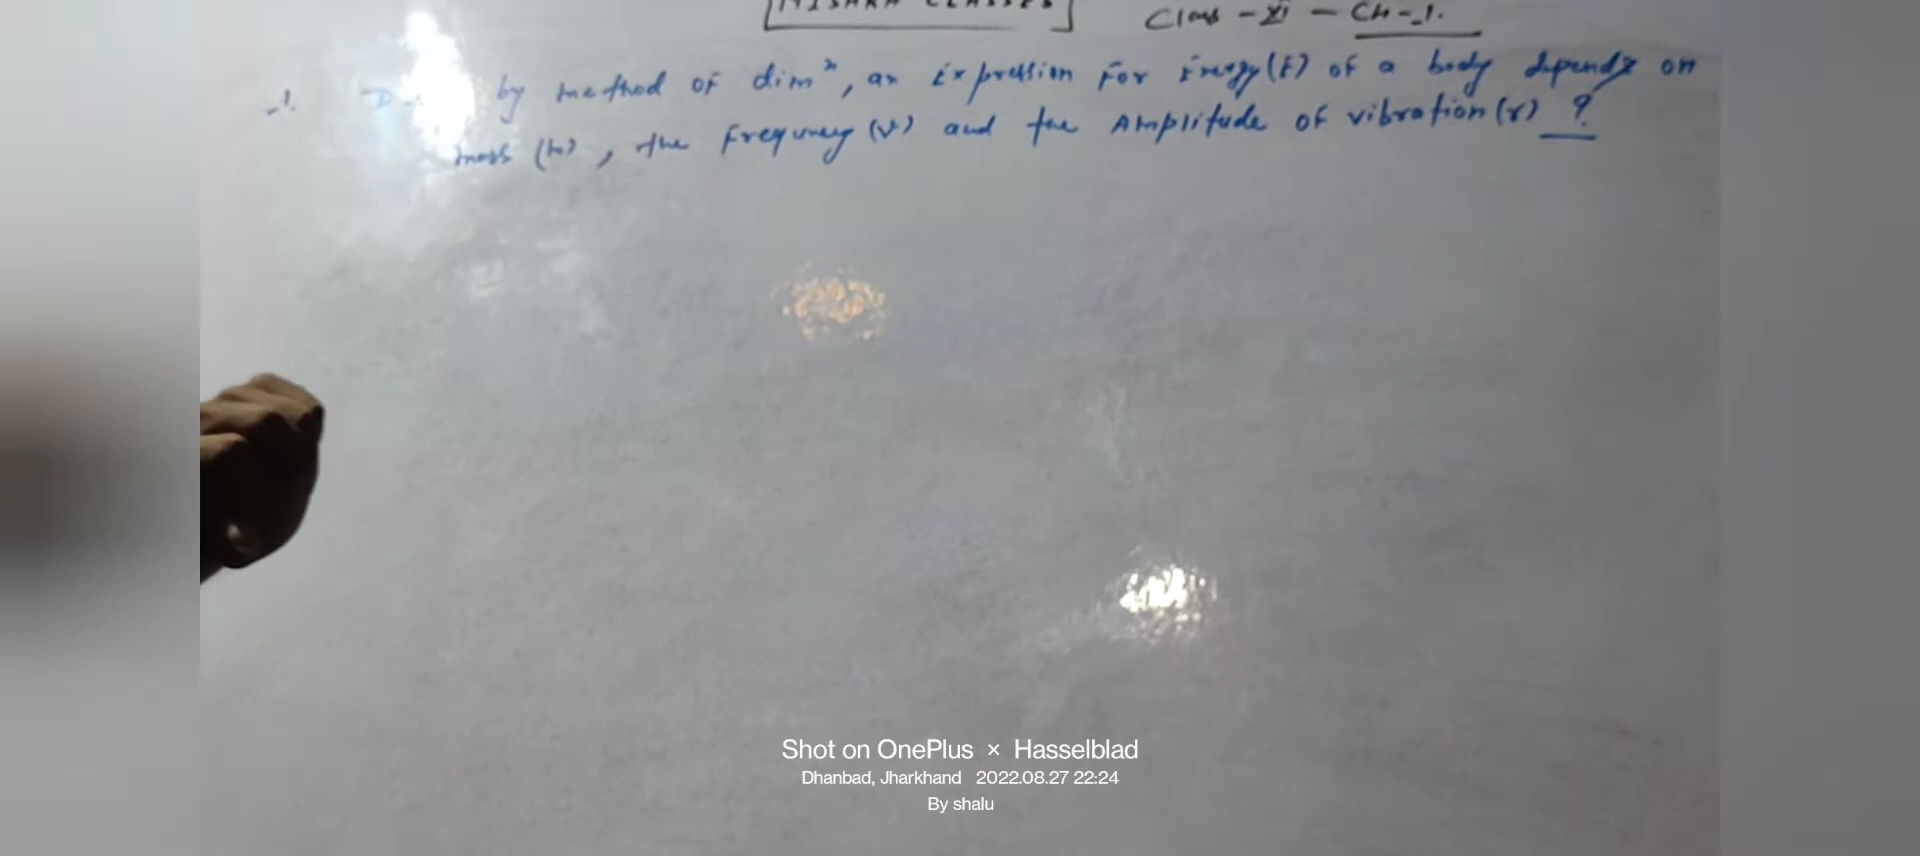 MISHRA CLASSES Class - XI - CH-1.
1. by method of dimⁿ, an Expression For Energy (E) of a body depends on
mass (m), the Frequency (ν) and the Amplitude of vibration (r) ?
Shot on OnePlus × Hasselblad
Dhanbad, Jharkhand 2022.08.27 22:24
By shalu